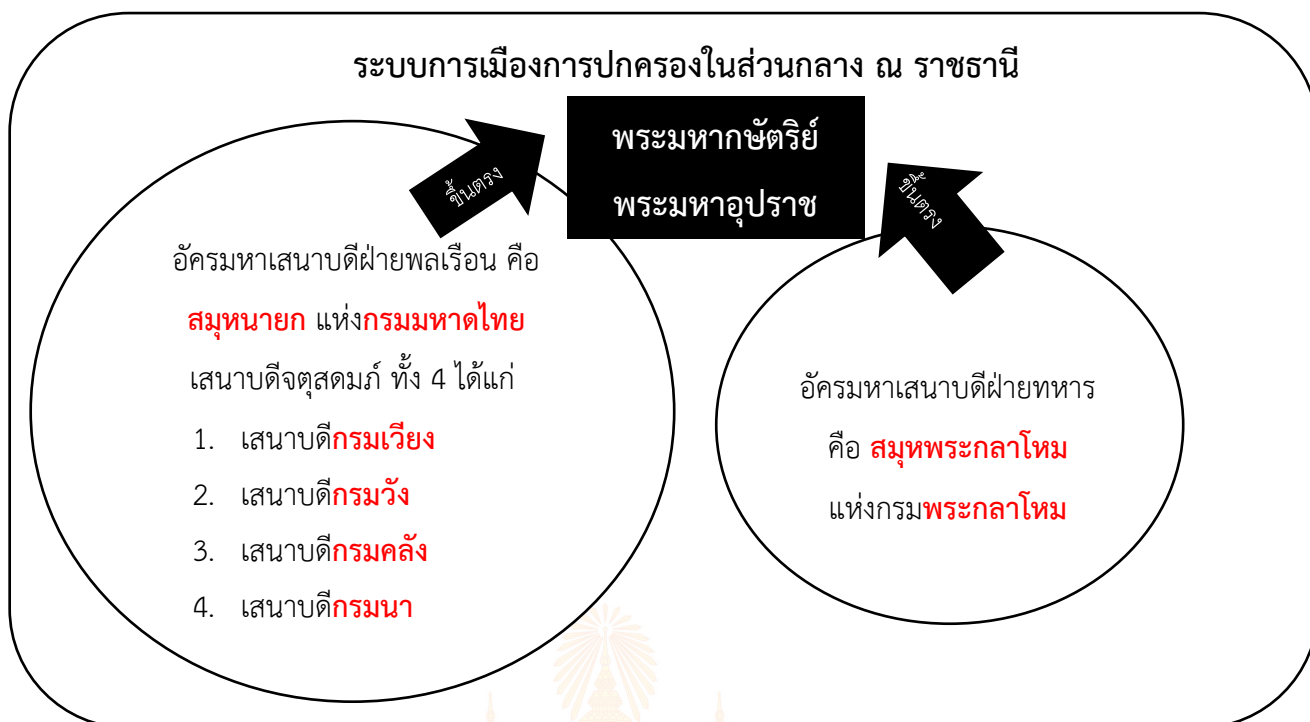 ระบบการเมืองการปกครองในส่วนกลาง ณ ราชธานี
พระมหากษัตริย์
พระมหาอุปราช
ขึ้นตรง
ขึ้นตรง
อัครมหาเสนาบดีฝ่ายพลเรือน คือ
สมุหนายก แห่งกรมมหาดไทย
เสนาบดีจตุสดมภ์ ทั้ง 4 ได้แก่
1. เสนาบดีกรมเวียง
2. เสนาบดีกรมวัง
3. เสนาบดีกรมคลัง
4. เสนาบดีกรมนา
อัครมหาเสนาบดีฝ่ายทหาร
คือ สมุหพระกลาโหม
แห่งกรมพระกลาโหม